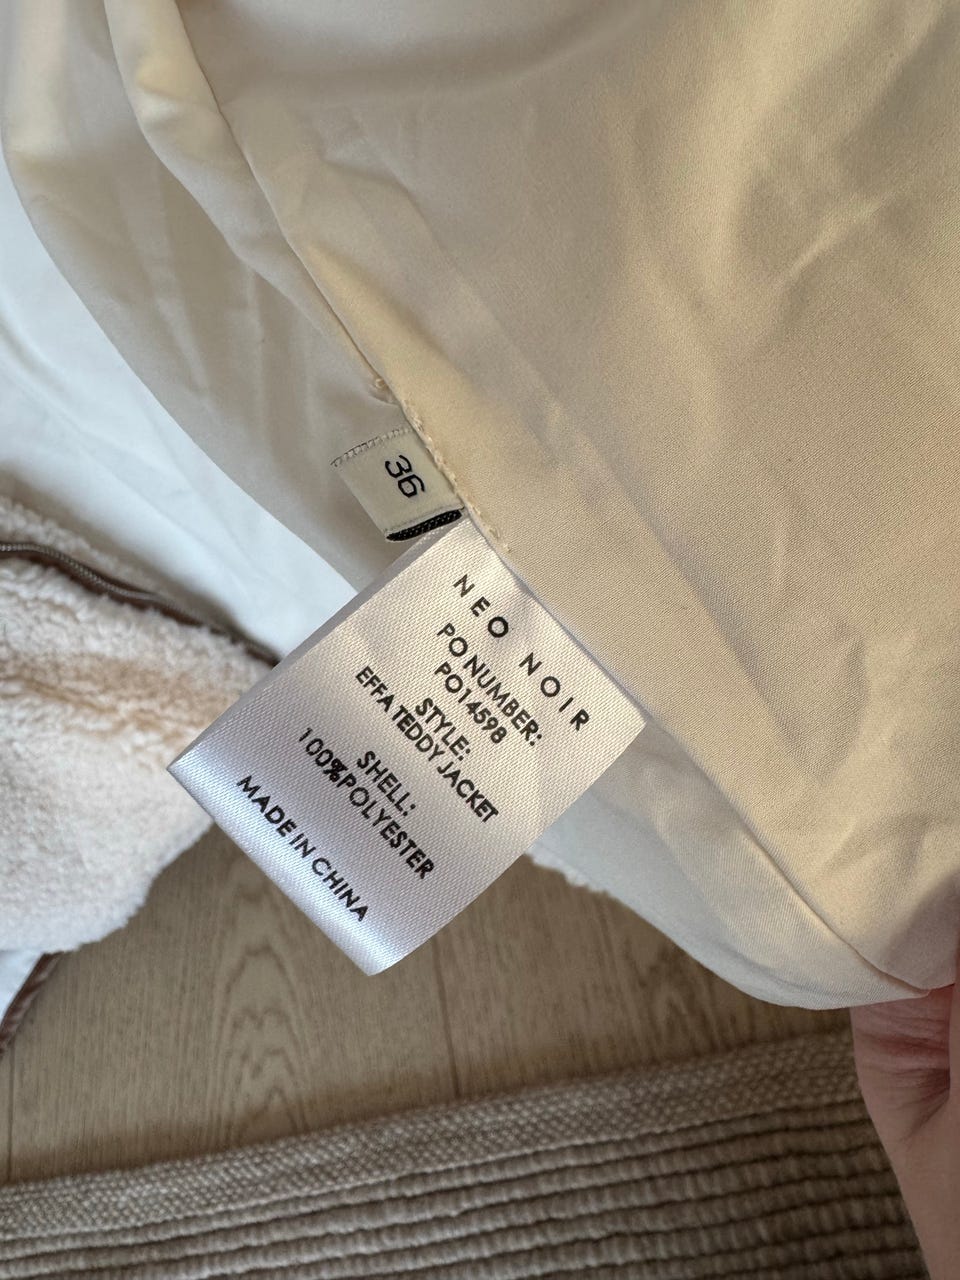 36
NEO NOIR
PO NUMBER:
PO14598
STYLE:
EFFA TEDDY JACKET
SHELL:
100%POLYESTER
MADE IN CHINA